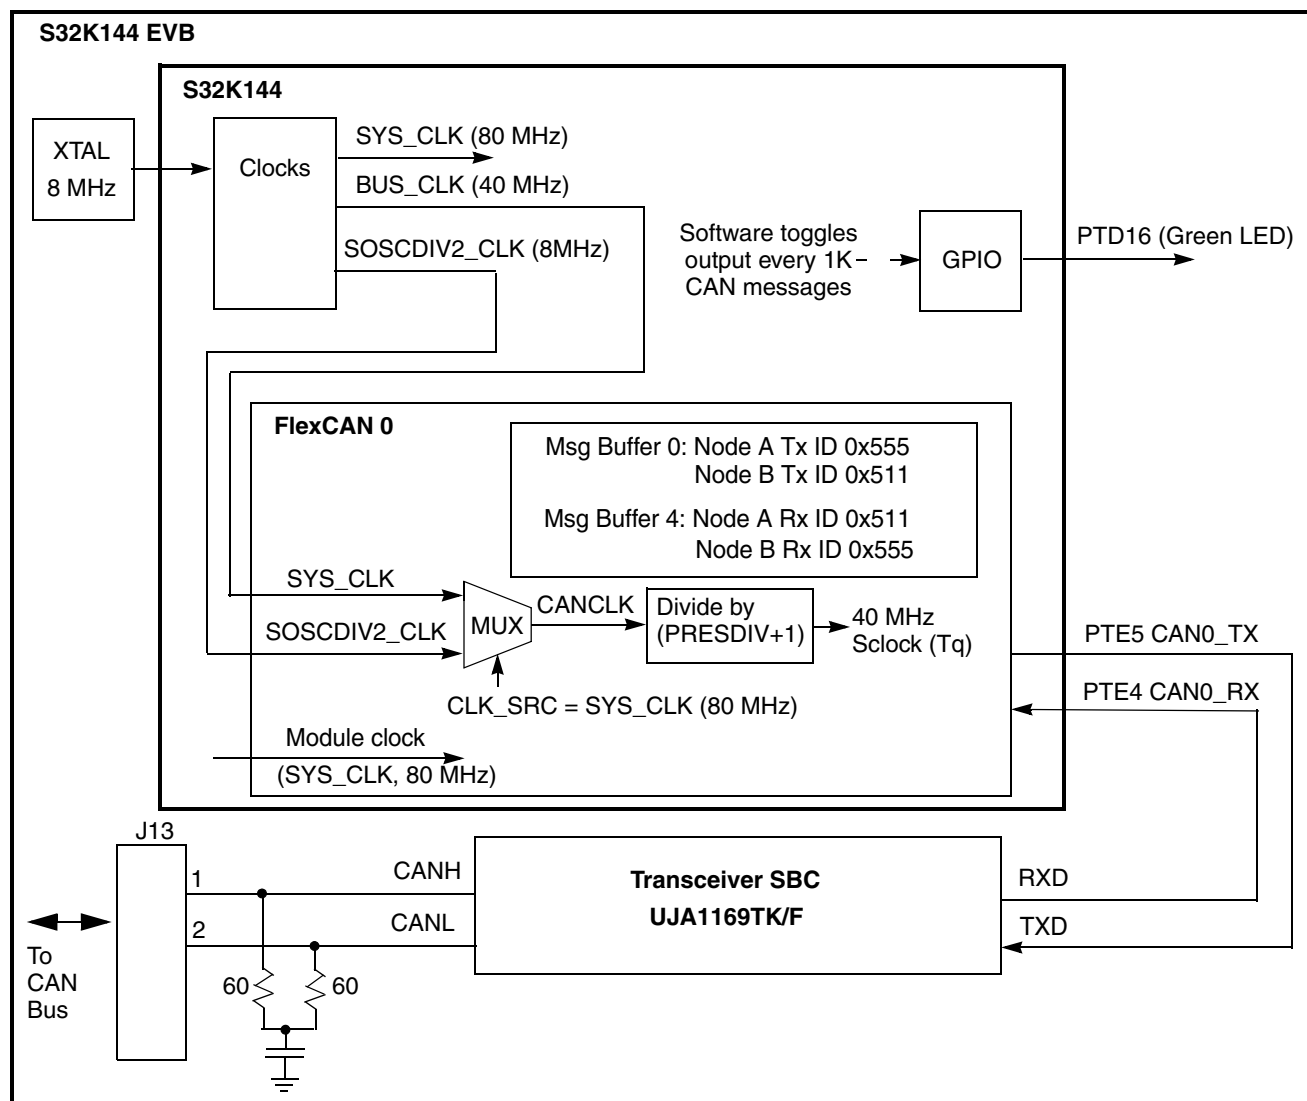 S32K144 EVB
S32K144
XTAL
8 MHz
Clocks
SYS_CLK (80 MHz)
BUS_CLK (40 MHz)
SOSCDIV2_CLK (8MHz)
Software toggles
output every 1K
CAN messages
GPIO
PTD16 (Green LED)
FlexCAN 0
Msg Buffer 0: Node A Tx ID 0x555
Node B Tx ID 0x511
Msg Buffer 4: Node A Rx ID 0x511
Node B Rx ID 0x555
SYS_CLK
SOSCDIV2_CLK
MUX
CANCLK
Divide by
(PRESDIV+1)
40 MHz
Sclock (Tq)
CLK_SRC = SYS_CLK (80 MHz)
Module clock
(SYS_CLK, 80 MHz)
PTE5 CAN0_TX
PTE4 CAN0_RX
J13
1
2
CANH
CANL
Transceiver SBC
UJA1169TK/F
RXD
TXD
To
CAN
Bus
60
60